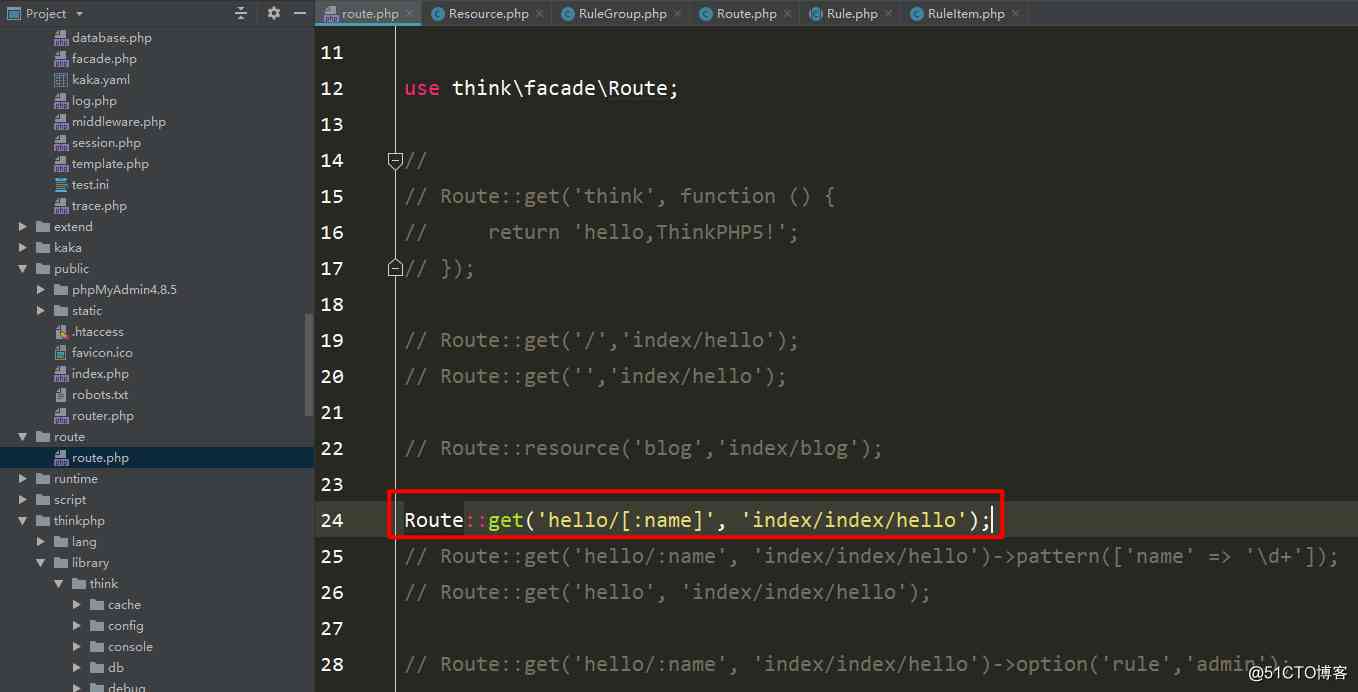 Project
route.php
Resource.php
RuleGroup.php
Route.php
Rule.php
RuleItem.php
database.php
facade.php
kaka.yaml
log.php
middleware.php
session.php
template.php
test.ini
trace.php
extend
kaka
public
phpMyAdmin4.8.5
static
.htaccess
favicon.ico
index.php
robots.txt
router.php
route
route.php
runtime
script
thinkphp
lang
library
think
cache
config
console
db
debug
11
12 use think\facade\Route;
13
14 //
15 // Route::get('think', function () {
16 //     return 'hello,ThinkPHP5!';
17 // });
18
19 // Route::get('/','index/hello');
20 // Route::get('','index/hello');
21
22 // Route::resource('blog','index/blog');
23
24 Route::get('hello/[:name]', 'index/index/hello');
25 // Route::get('hello/:name', 'index/index/hello')->pattern(['name' => '\d+']);
26 // Route::get('hello', 'index/index/hello');
27
28 // Route::get('hello/:name', 'index/index/hello')->option('rule','admin');
@51CTO博客